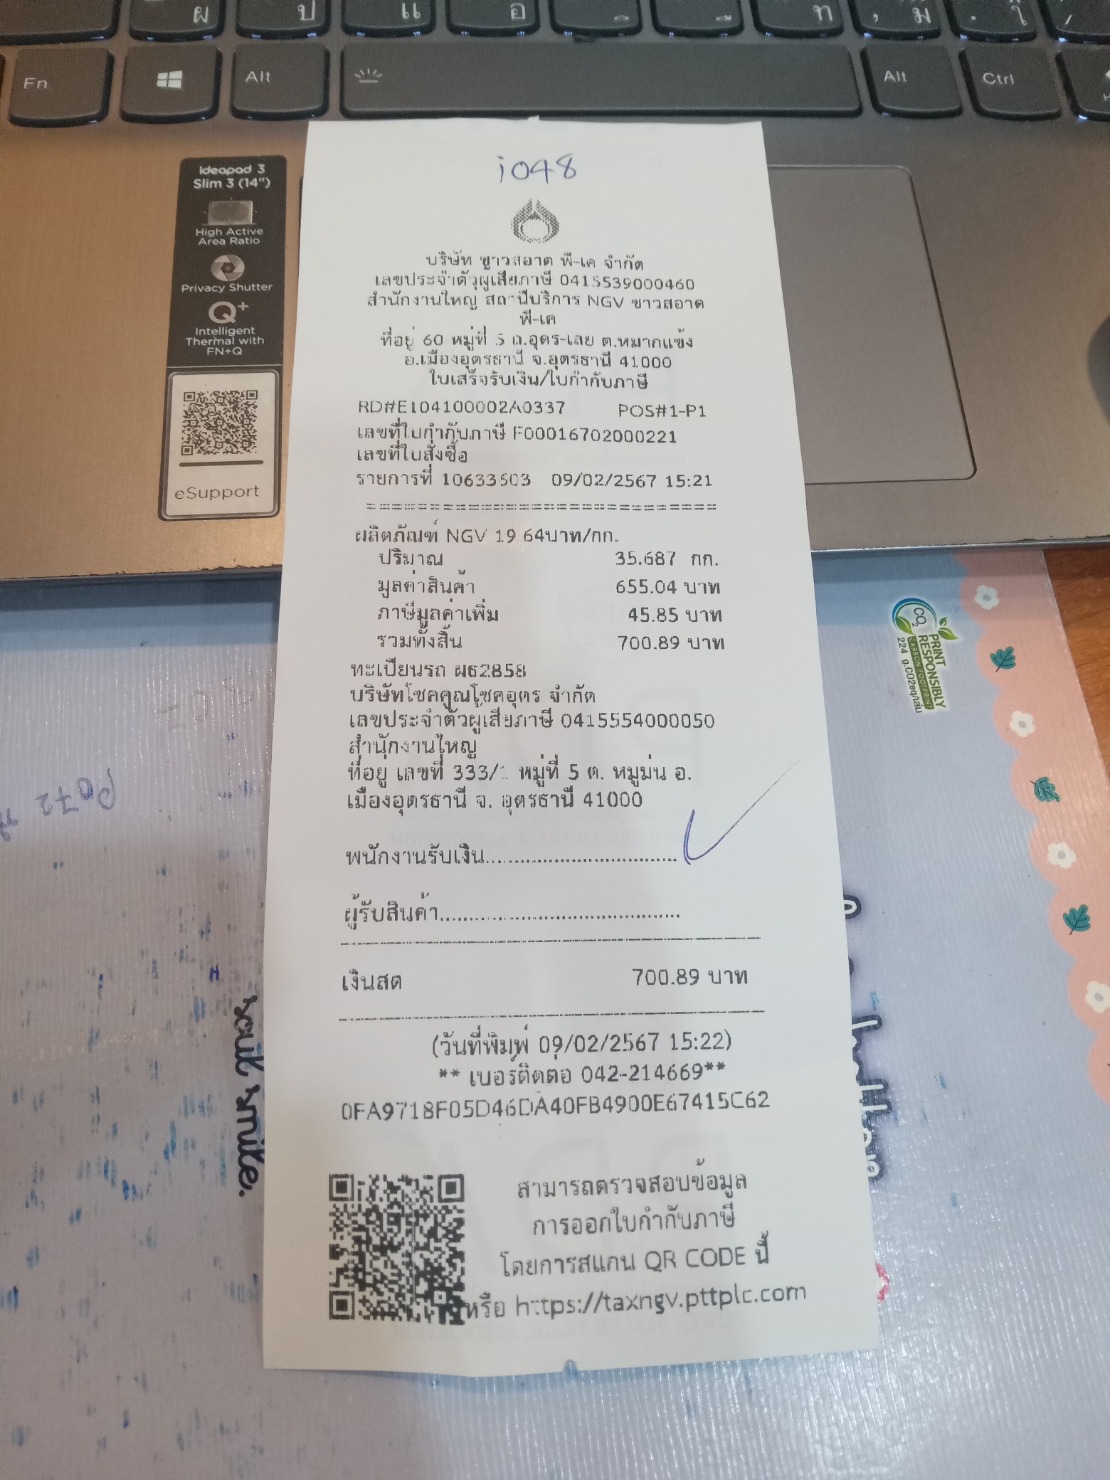 Fn
Alt
Alt
Ctrl
ideapad 3
Slim 3 (14")
High Active
Area Ratio
Privacy Shutter
Q+
Intelligent
Thermal with
FN+Q
eSupport
i048
บริษัท ขาวสอาด พี-เค จำกัด
เลขประจำตัวผู้เสียภาษี 0415539000460
สำนักงานใหญ่ สถานีบริการ NGV ขาวสอาด
พี-เค
ที่อยู่ 60 หมู่ที่ 5 ถ.อุดร-เลย ต.หมากแข้ง
อ.เมืองอุดรธานี จ.อุดรธานี 41000
ใบเสร็จรับเงิน/ใบกำกับภาษี
RD#E104100002A0337 POS#1-P1
เลขที่ใบกำกับภาษี F00016702000221
เลขที่ใบสั่งซื้อ
รายการที่ 10633503 09/02/2567 15:21
==============================
ผลิตภัณฑ์ NGV 19.64บาท/กก.
ปริมาณ 35.687 กก.
มูลค่าสินค้า 655.04 บาท
ภาษีมูลค่าเพิ่ม 45.85 บาท
รวมทั้งสิ้น 700.89 บาท
ทะเบียนรถ ผธ2858
บริษัทโชคคูณโชคอุดร จำกัด
เลขประจำตัวผู้เสียภาษี 0415554000050
สำนักงานใหญ่
ที่อยู่ เลขที่ 333/1 หมู่ที่ 5 ต. หมูม่น อ.
เมืองอุดรธานี จ. อุดรธานี 41000
พนักงานรับเงิน................................
ผู้รับสินค้า........................................
เงินสด 700.89 บาท
(วันที่พิมพ์ 09/02/2567 15:22)
** เบอร์ติดต่อ 042-214669**
0FA9718F05D46DA40FB4900E67415C62
สามารถตรวจสอบข้อมูล
การออกใบกำกับภาษี
โดยการสแกน QR CODE นี้
หรือ https://taxngv.pttplc.com
CO2
PRINT
RESPONSIBLY
224 g.CO2eq/เล่ม
smile.